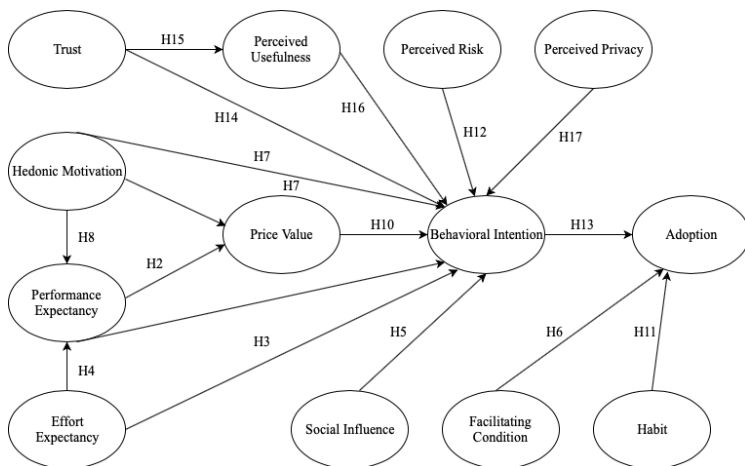 Trust
H15
Perceived
Usefulness
Perceived Risk
Perceived Privacy
H14
H16
H12
H17
H7
Hedonic Motivation
H7
Price Value
H10
Behavioral Intention
H13
Adoption
H8
H2
Performance
Expectancy
H3
H5
H6
H11
H4
Effort
Expectancy
Social Influence
Facilitating
Condition
Habit